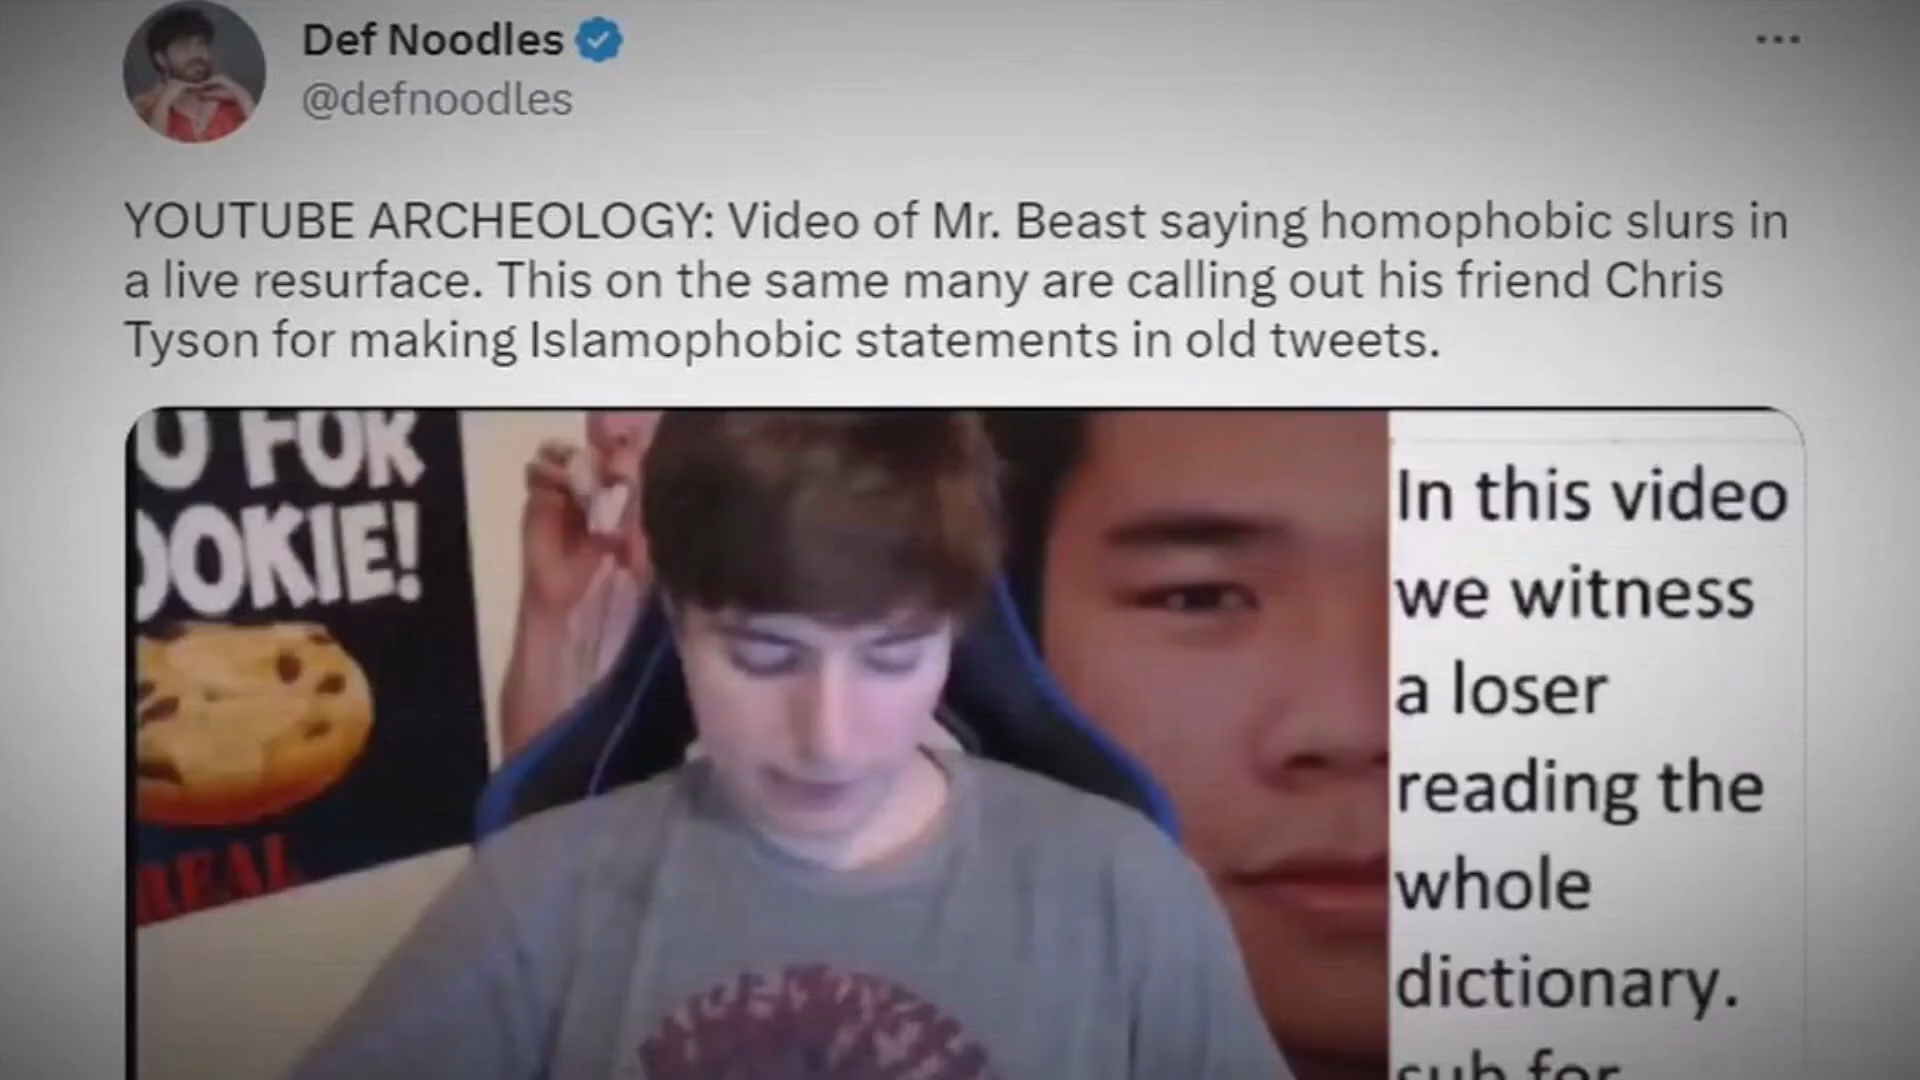 Def Noodles
@defnoodles
YOUTUBE ARCHEOLOGY: Video of Mr. Beast saying homophobic slurs in
a live resurface. This on the same many are calling out his friend Chris
Tyson for making Islamophobic statements in old tweets.
U FOR
OOKIE!
REAL
In this video
we witness
a loser
reading the
whole
dictionary.
sub for